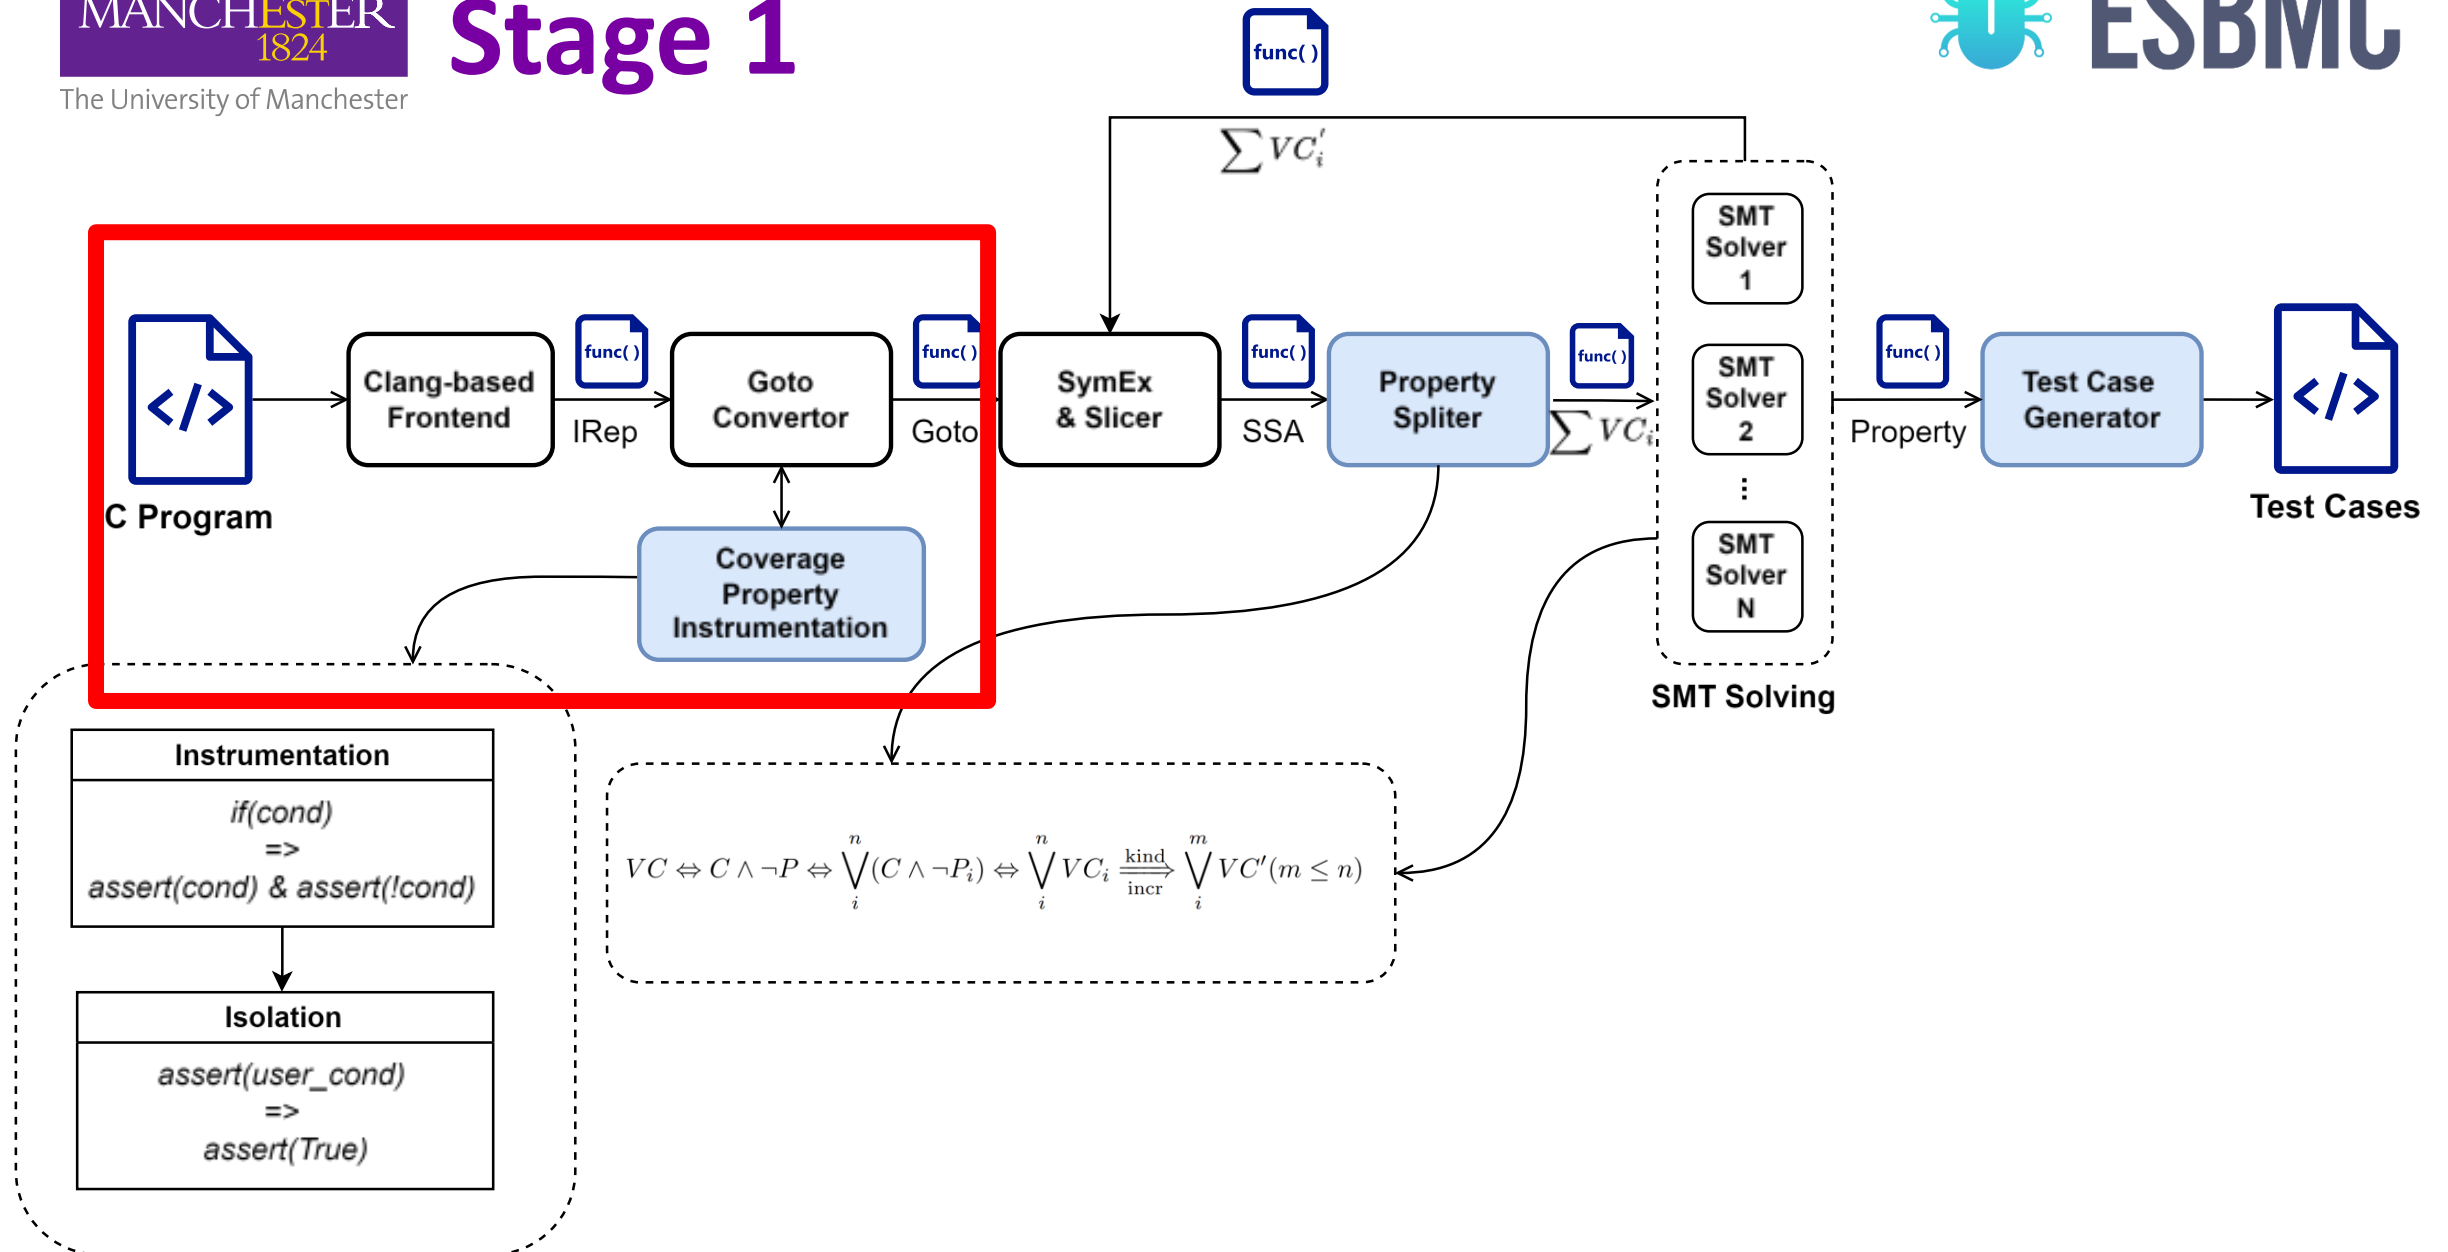 MANCHESTER
1824
The University of Manchester
Stage 1
ESBMC
func( )
∑ VC′ᵢ
C Program
Clang-based
Frontend
func( )
IRep
Goto
Convertor
func( )
Goto
SymEx
& Slicer
func( )
SSA
Property
Spliter
func( )
∑ VCᵢ
SMT
Solver
1
SMT
Solver
2
⋮
SMT
Solver
N
SMT Solving
func( )
Property
Test Case
Generator
Test Cases
Coverage
Property
Instrumentation
Instrumentation
if(cond)
=>
assert(cond) & assert(!cond)
Isolation
assert(user_cond)
=>
assert(True)
VC ⇔ C ∧ ¬P ⇔ ⋁ᵢⁿ (C ∧ ¬Pᵢ) ⇔ ⋁ᵢⁿ VCᵢ kind ⟹ incr ⋁ᵢᵐ VC′(m ≤ n)